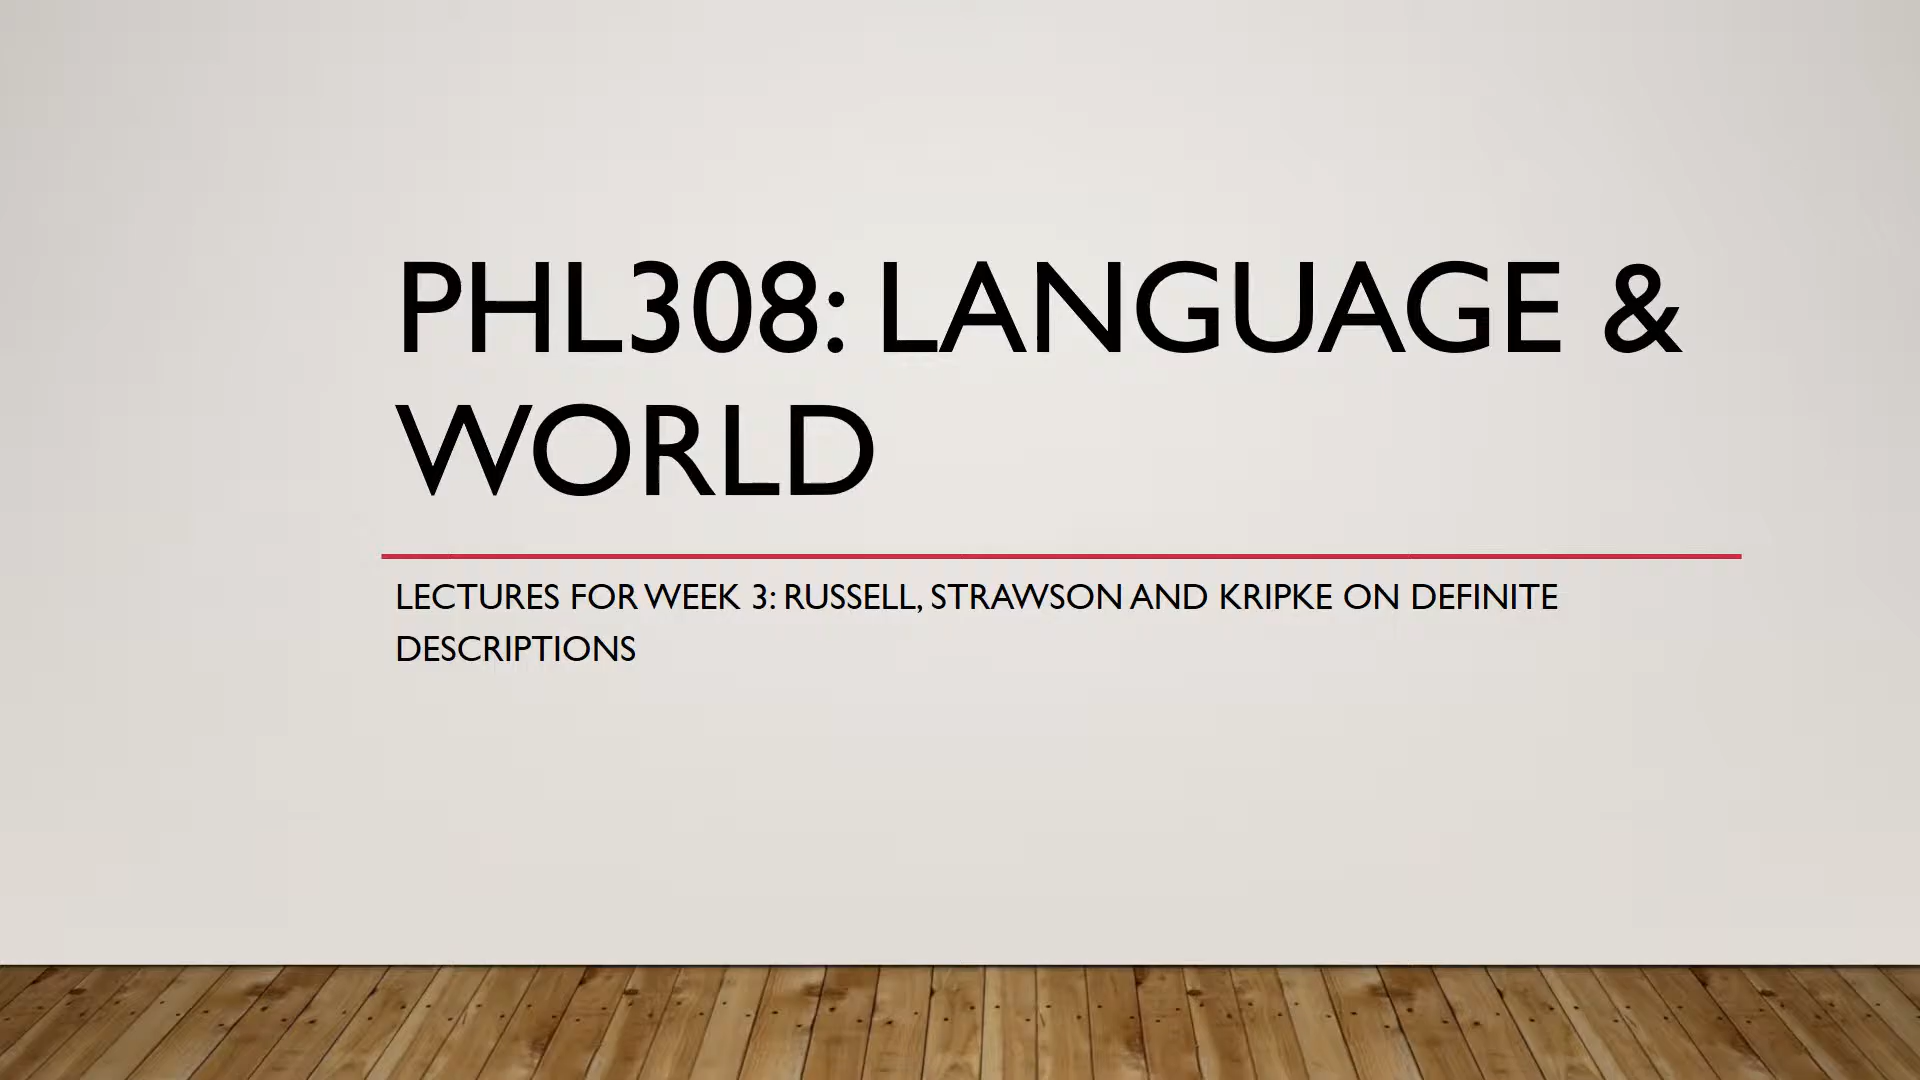 PHL308: LANGUAGE &
WORLD
LECTURES FOR WEEK 3: RUSSELL, STRAWSON AND KRIPKE ON DEFINITE
DESCRIPTIONS